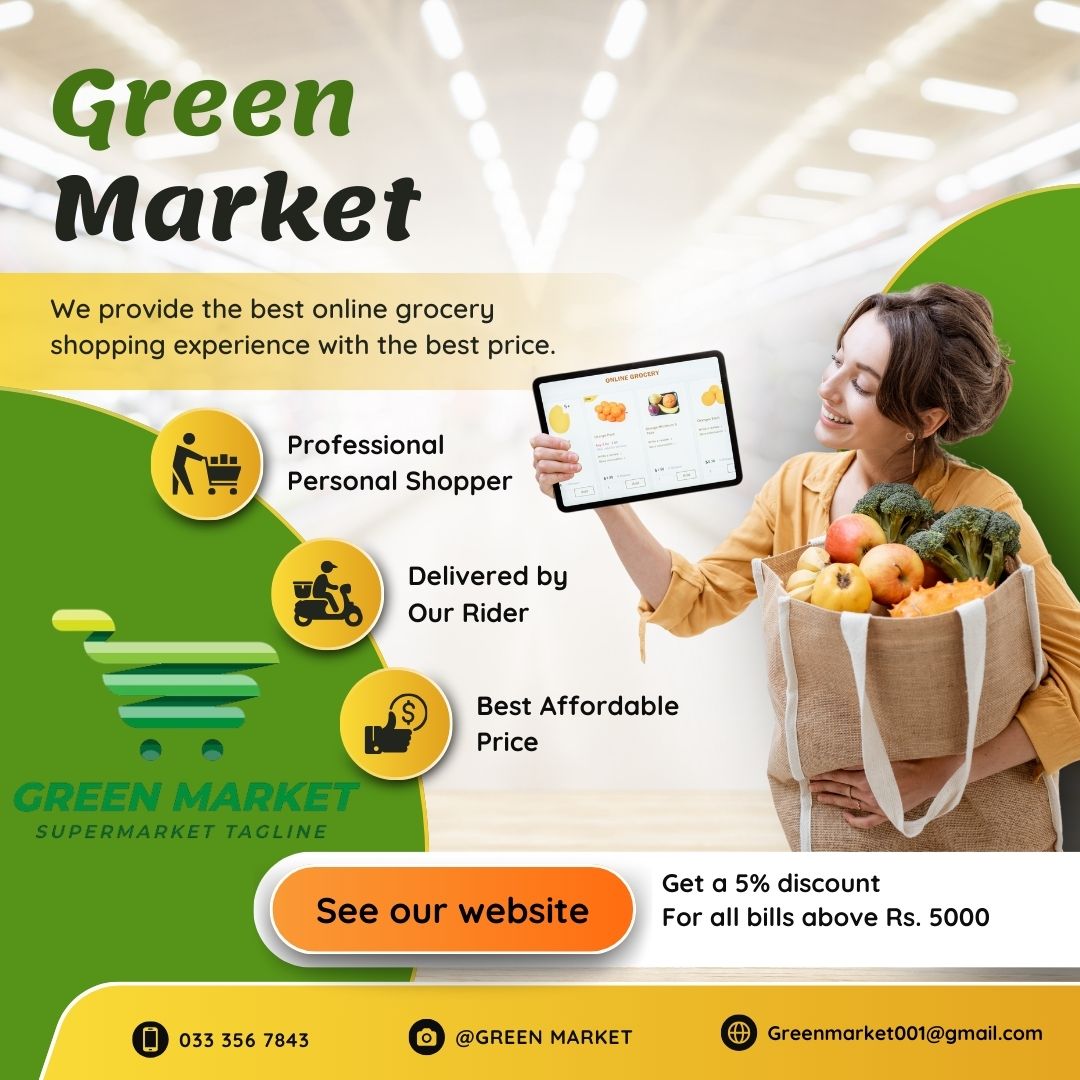 Green
Market
We provide the best online grocery
shopping experience with the best price.
ONLINE GROCERY
Professional
Personal Shopper
Delivered by
Our Rider
Best Affordable
Price
GREEN MARKET
SUPERMARKET TAGLINE
See our website
Get a 5% discount
For all bills above Rs. 5000
033 356 7843
@GREEN MARKET
Greenmarket001@gmail.com